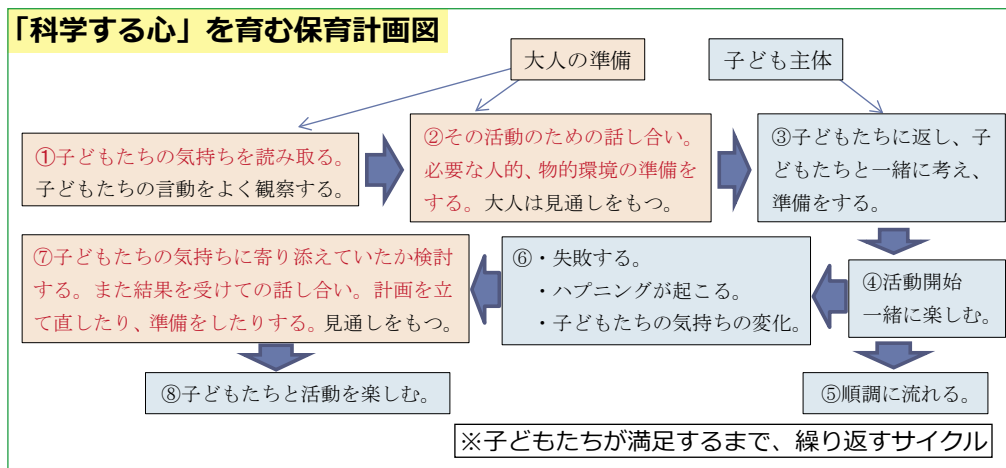 「科学する心」を育む保育計画図
大人の準備
子ども主体
①子どもたちの気持ちを読み取る。
子どもたちの言動をよく観察する。
②その活動のための話し合い。
必要な人的、物的環境の準備を
する。大人は見通しをもつ。
③子どもたちに返し、子
どもたちと一緒に考え、
準備をする。
④活動開始
一緒に楽しむ。
⑤順調に流れる。
⑥・失敗する。
・ハプニングが起こる。
・子どもたちの気持ちの変化。
⑦子どもたちの気持ちに寄り添えていたか検討
する。また結果を受けての話し合い。計画を立
て直したり、準備をしたりする。見通しをもつ。
⑧子どもたちと活動を楽しむ。
※子どもたちが満足するまで、繰り返すサイクル